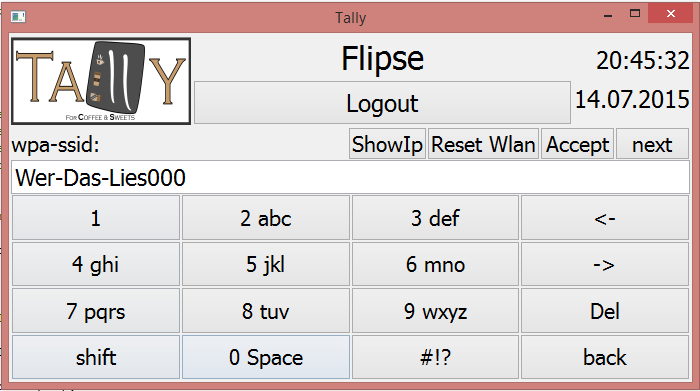 Tally
TALLY
FOR COFFEE & SWEETS
Flipse
20:45:32
Logout
14.07.2015
wpa-ssid:
ShowIp Reset Wlan Accept next
Wer-Das-Lies000
1 2 abc 3 def <-
4 ghi 5 jkl 6 mno ->
7 pqrs 8 tuv 9 wxyz Del
shift 0 Space #!? back